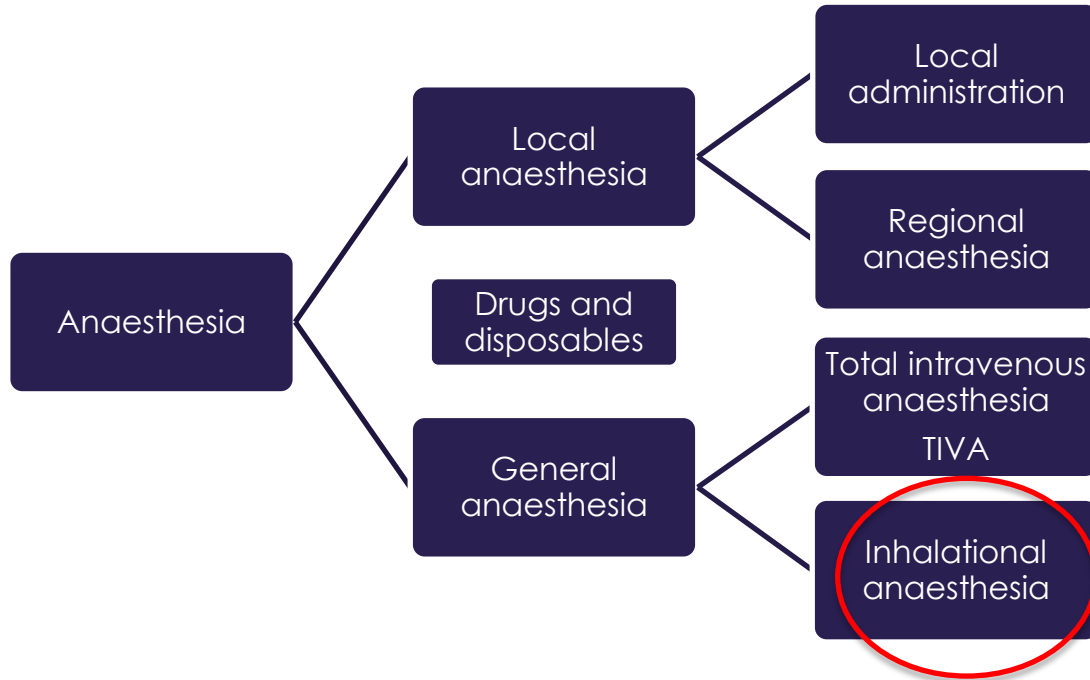 Anaesthesia
Local
anaesthesia
Drugs and
disposables
General
anaesthesia
Local
administration
Regional
anaesthesia
Total intravenous
anaesthesia
TIVA
Inhalational
anaesthesia